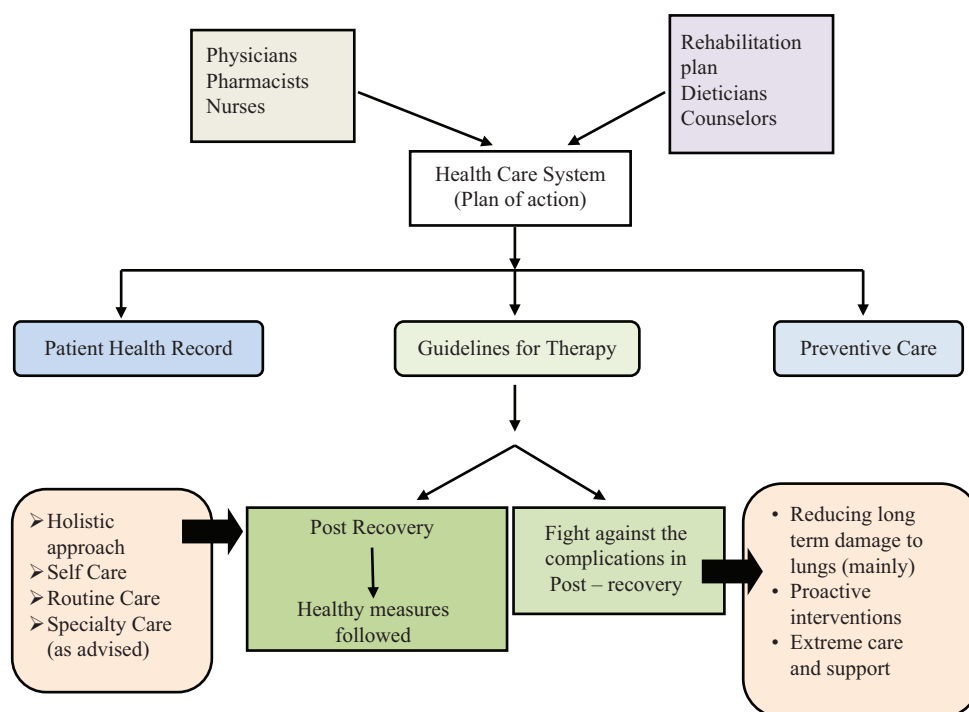 Physicians
Pharmacists
Nurses
Rehabilitation
plan
Dieticians
Counselors
Health Care System
(Plan of action)
Patient Health Record
Guidelines for Therapy
Preventive Care
➢Holistic
approach
➢Self Care
➢Routine Care
➢Specialty Care
(as advised)
Post Recovery
Healthy measures
followed
Fight against the
complications in
Post – recovery
• Reducing long
term damage to
lungs (mainly)
• Proactive
interventions
• Extreme care
and support